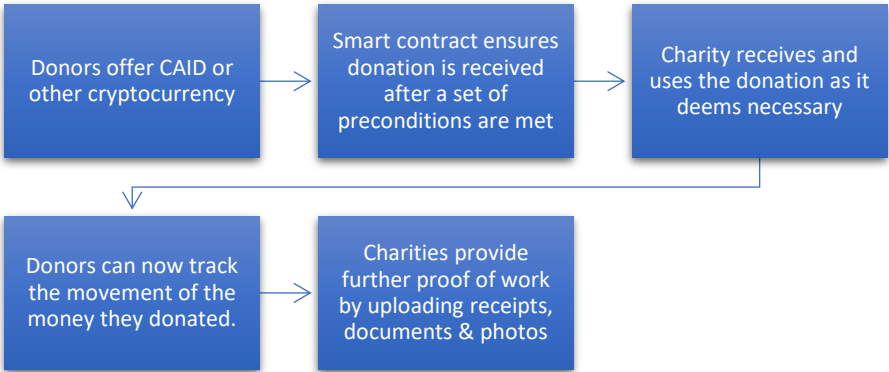 Donors offer CAID or
other cryptocurrency
Smart contract ensures
donation is received
after a set of
preconditions are met
Charity receives and
uses the donation as it
deems necessary
Donors can now track
the movement of the
money they donated.
Charities provide
further proof of work
by uploading receipts,
documents & photos